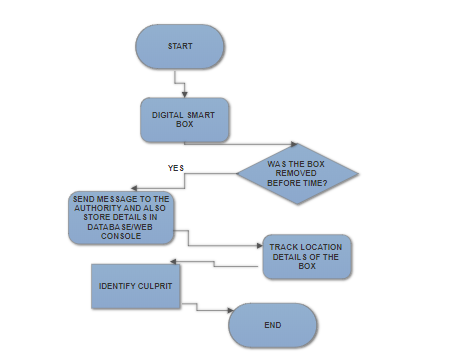 START
DIGITAL SMART
BOX
WAS THE BOX
REMOVED
BEFORE TIME?
YES
SEND MESSAGE TO THE
AUTHORITY AND ALSO
STORE DETAILS IN
DATABASE/WEB
CONSOLE
TRACK LOCATION
DETAILS OF THE
BOX
IDENTIFY CULPRIT
END